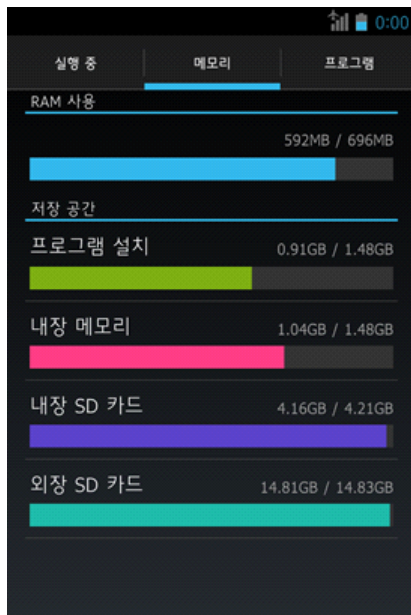 0:00
실행 중
메모리
프로그램
RAM 사용
592MB / 696MB
저장 공간
프로그램 설치 0.91GB / 1.48GB
내장 메모리 1.04GB / 1.48GB
내장 SD 카드 4.16GB / 4.21GB
외장 SD 카드 14.81GB / 14.83GB